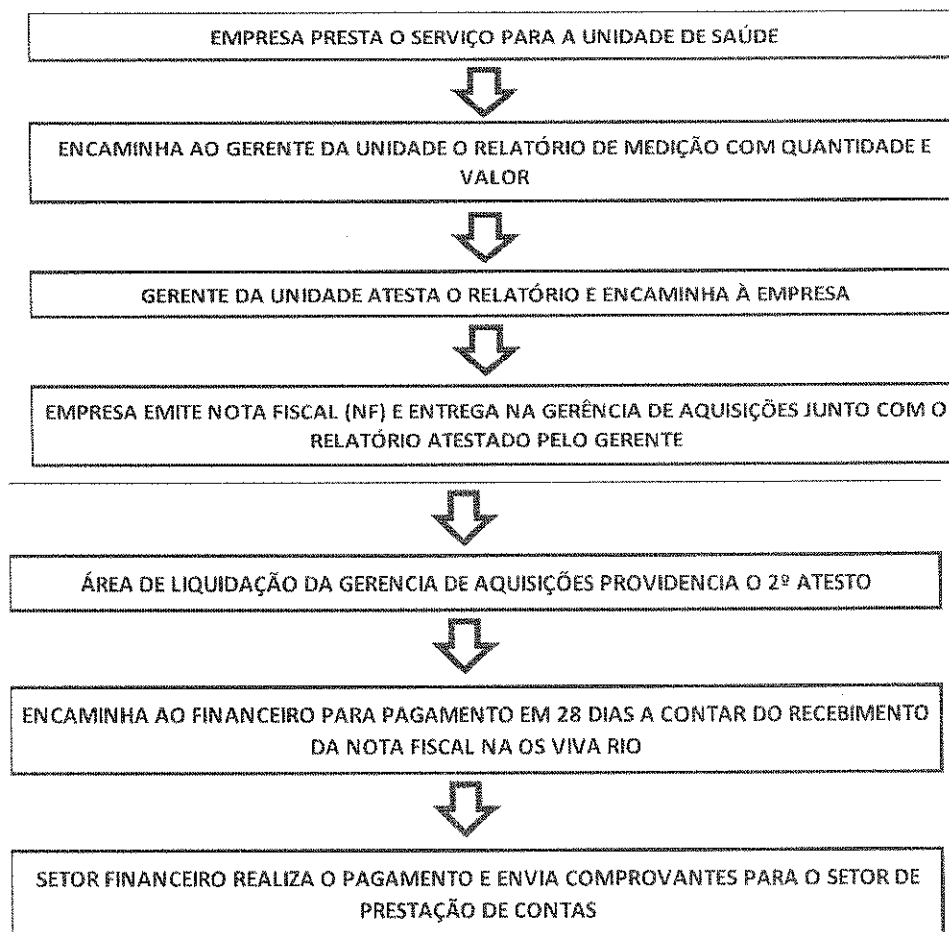 EMPRESA PRESTA O SERVIÇO PARA A UNIDADE DE SAÚDE
ENCAMINHA AO GERENTE DA UNIDADE O RELATÓRIO DE MEDIÇÃO COM QUANTIDADE E
VALOR
GERENTE DA UNIDADE ATESTA O RELATÓRIO E ENCAMINHA À EMPRESA
EMPRESA EMITE NOTA FISCAL (NF) E ENTREGA NA GERÊNCIA DE AQUISIÇÕES JUNTO COM O
RELATÓRIO ATESTADO PELO GERENTE
ÁREA DE LIQUIDAÇÃO DA GERENCIA DE AQUISIÇÕES PROVIDENCIA O 2º ATESTO
ENCAMINHA AO FINANCEIRO PARA PAGAMENTO EM 28 DIAS A CONTAR DO RECEBIMENTO
DA NOTA FISCAL NA OS VIVA RIO
SETOR FINANCEIRO REALIZA O PAGAMENTO E ENVIA COMPROVANTES PARA O SETOR DE
PRESTAÇÃO DE CONTAS